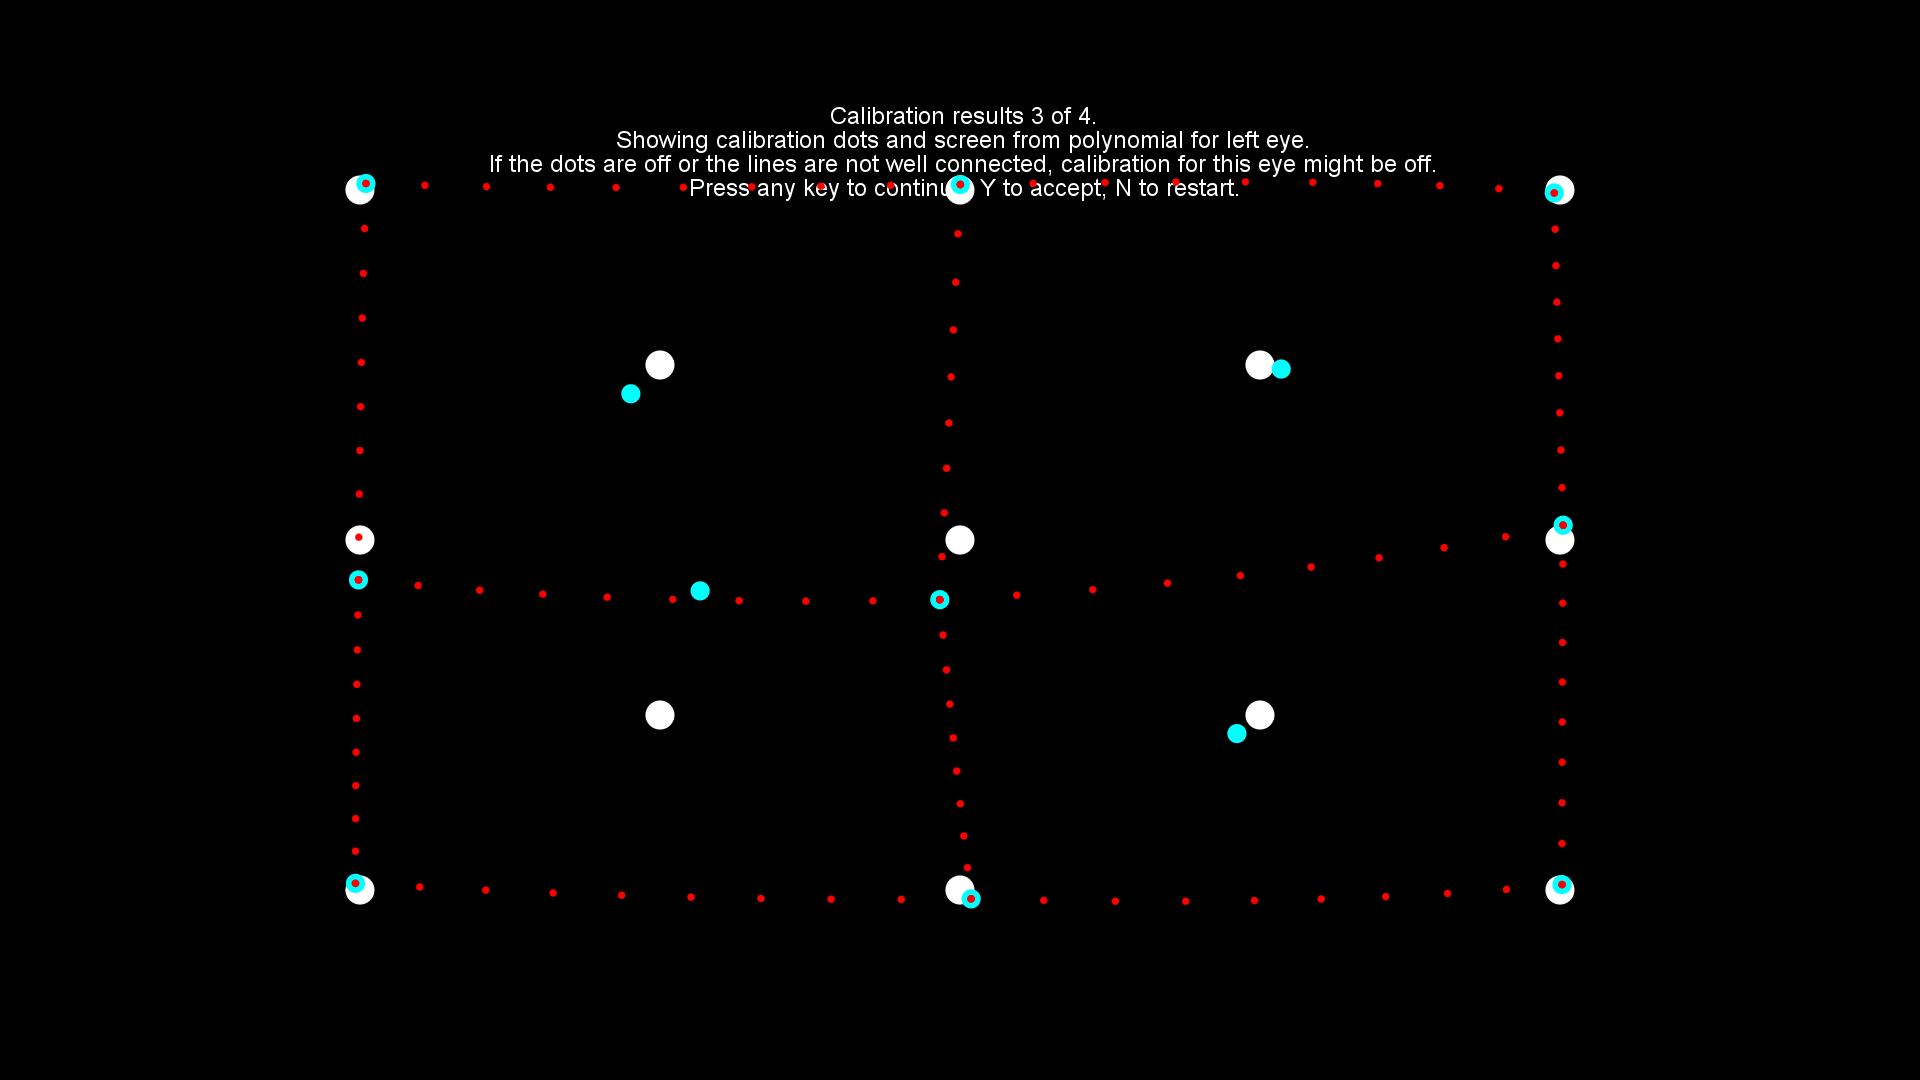 Calibration results 3 of 4.
Showing calibration dots and screen from polynomial for left eye.
If the dots are off or the lines are not well connected, calibration for this eye might be off.
Press any key to continue, Y to accept, N to restart.